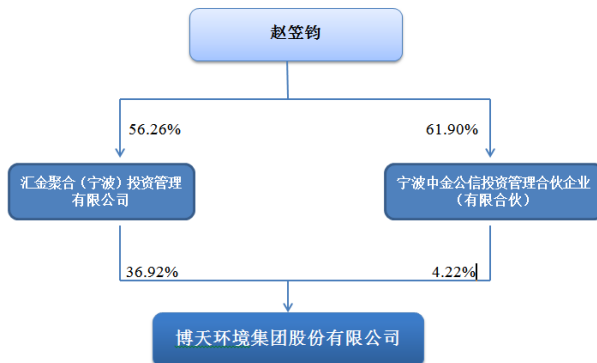 赵笠钧
56.26%
61.90%
汇金聚合（宁波）投资管理
有限公司
宁波中金公信投资管理合伙企业
（有限合伙）
36.92%
4.22%
博天环境集团股份有限公司